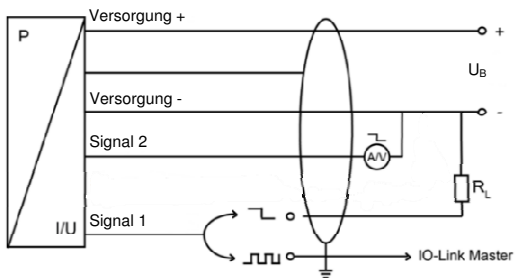 Versorgung +
P
+
U_B
Versorgung -
-
Signal 2
A/V
R_L
Signal 1
I/U
IO-Link Master